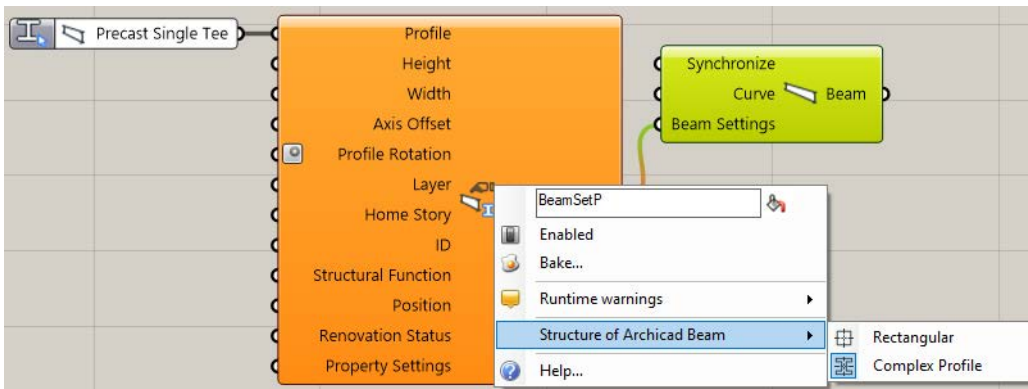 Precast Single Tee
Profile
Height
Width
Axis Offset
Profile Rotation
Layer
Home Story
ID
Structural Function
Position
Renovation Status
Property Settings
Synchronize
Curve
Beam
Beam Settings
BeamSetP
Enabled
Bake...
Runtime warnings
Structure of Archicad Beam
Help...
Rectangular
Complex Profile